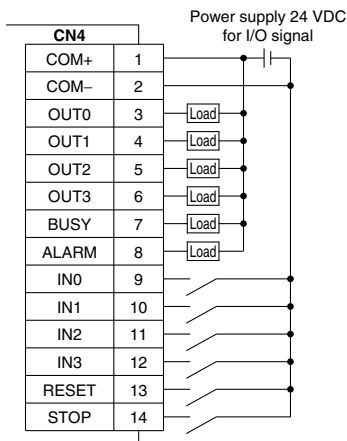 Power supply 24 VDC
for I/O signal
CN4
COM+ 1
COM− 2
OUT0 3 Load
OUT1 4 Load
OUT2 5 Load
OUT3 6 Load
BUSY 7 Load
ALARM 8 Load
IN0 9
IN1 10
IN2 11
IN3 12
RESET 13
STOP 14